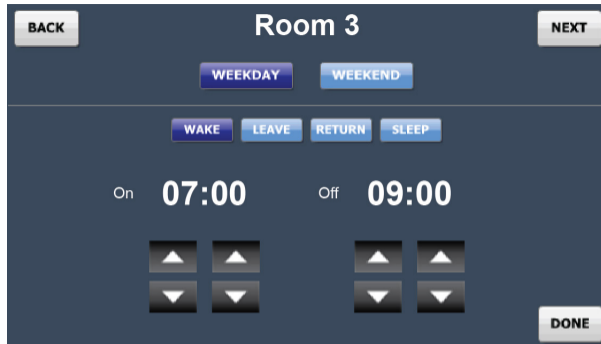 BACK Room 3 NEXT
WEEKDAY WEEKEND
WAKE LEAVE RETURN SLEEP
On 07:00 Off 09:00
DONE